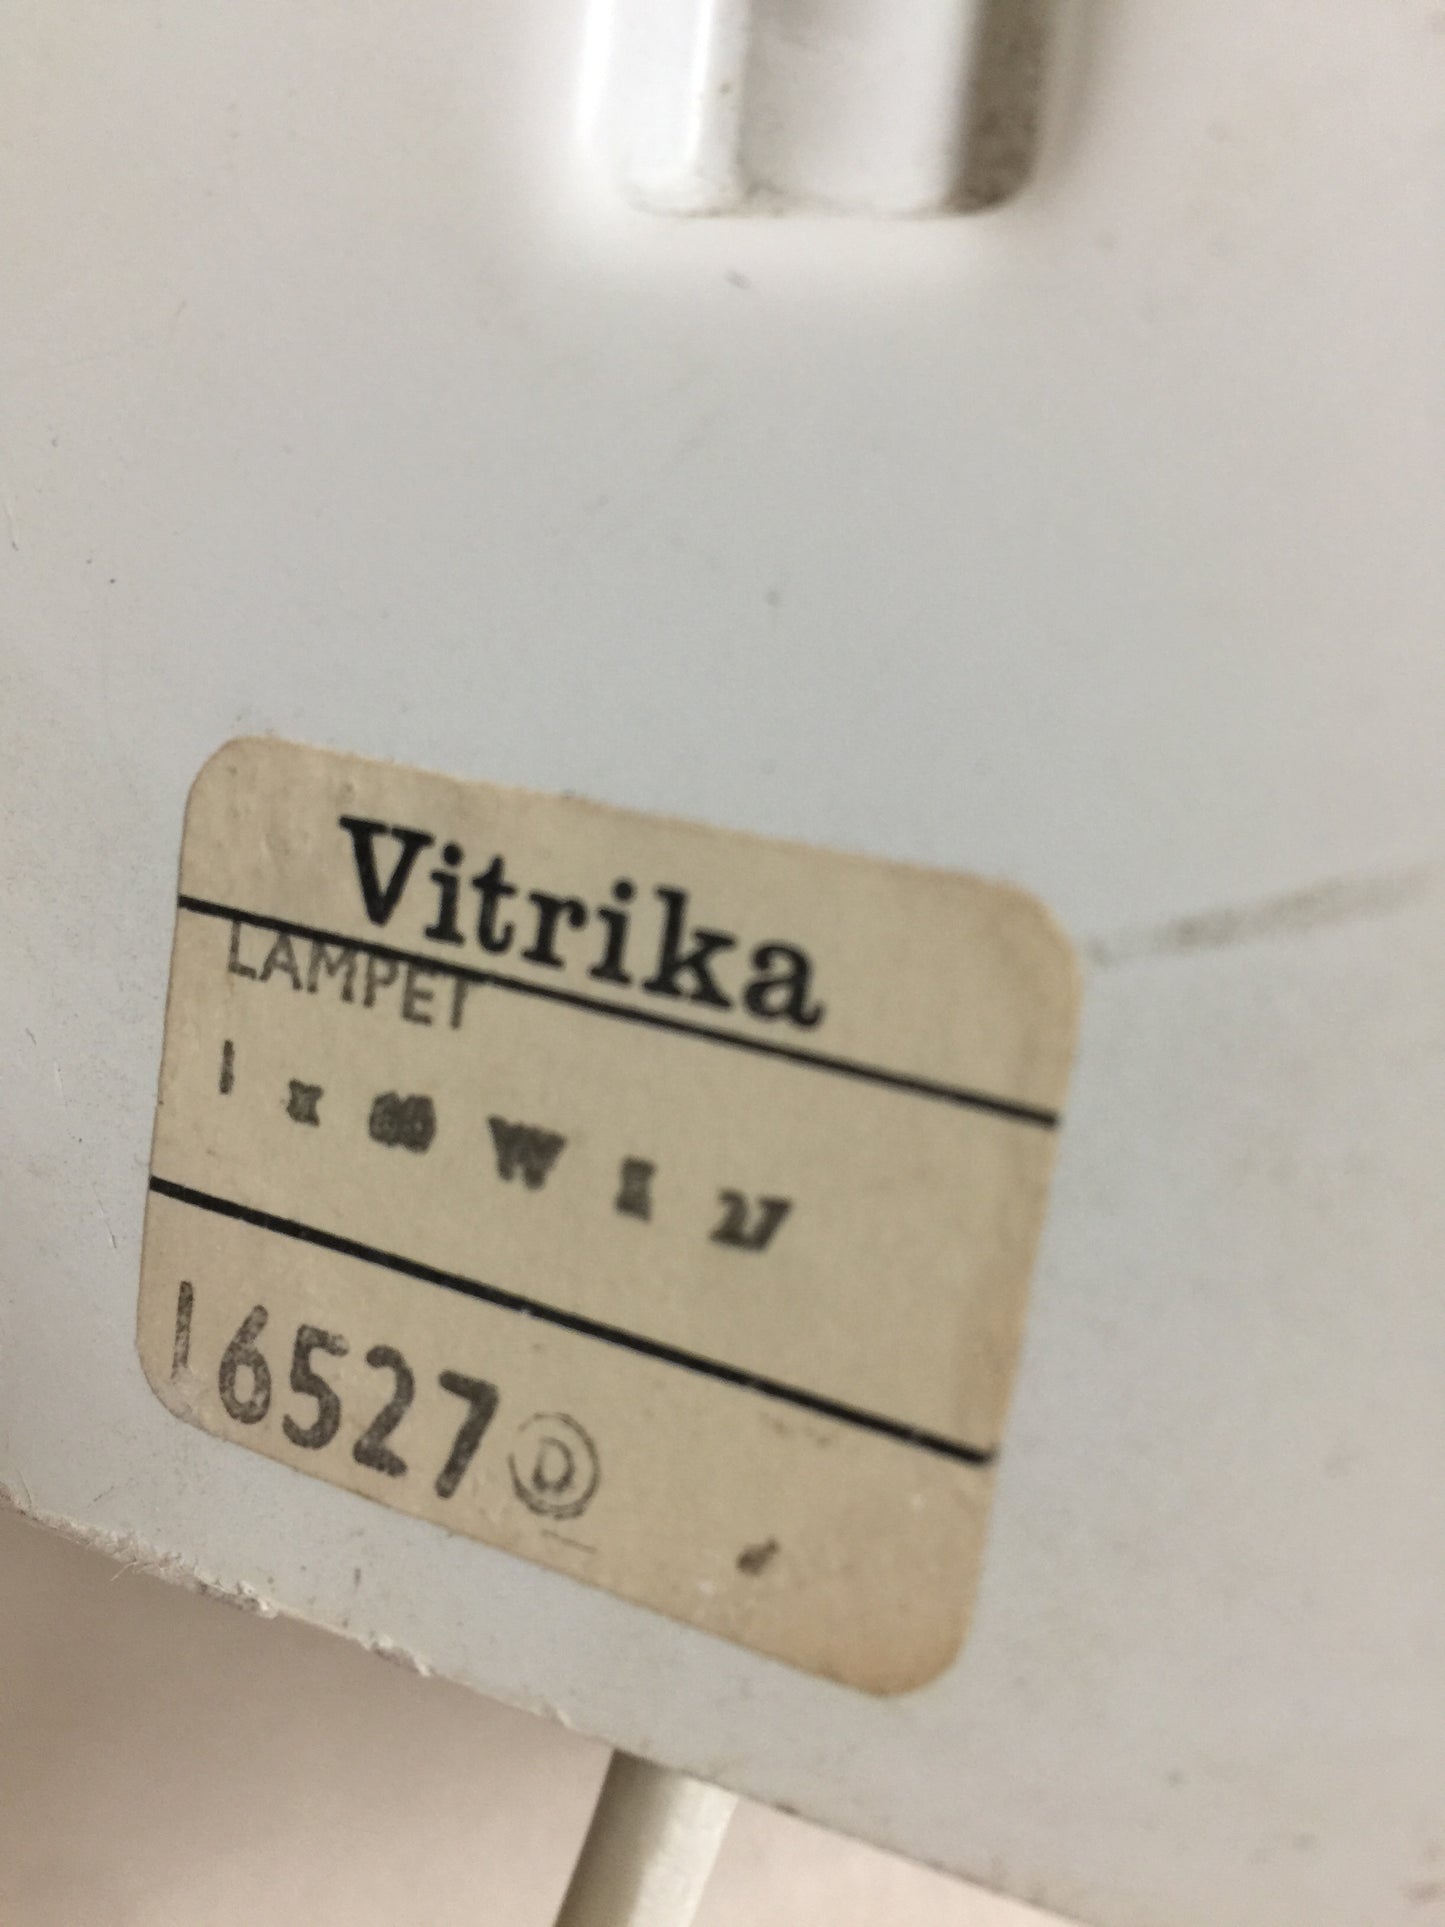 Vitrika
LAMPET
1 x 60 W E 27
16527 D